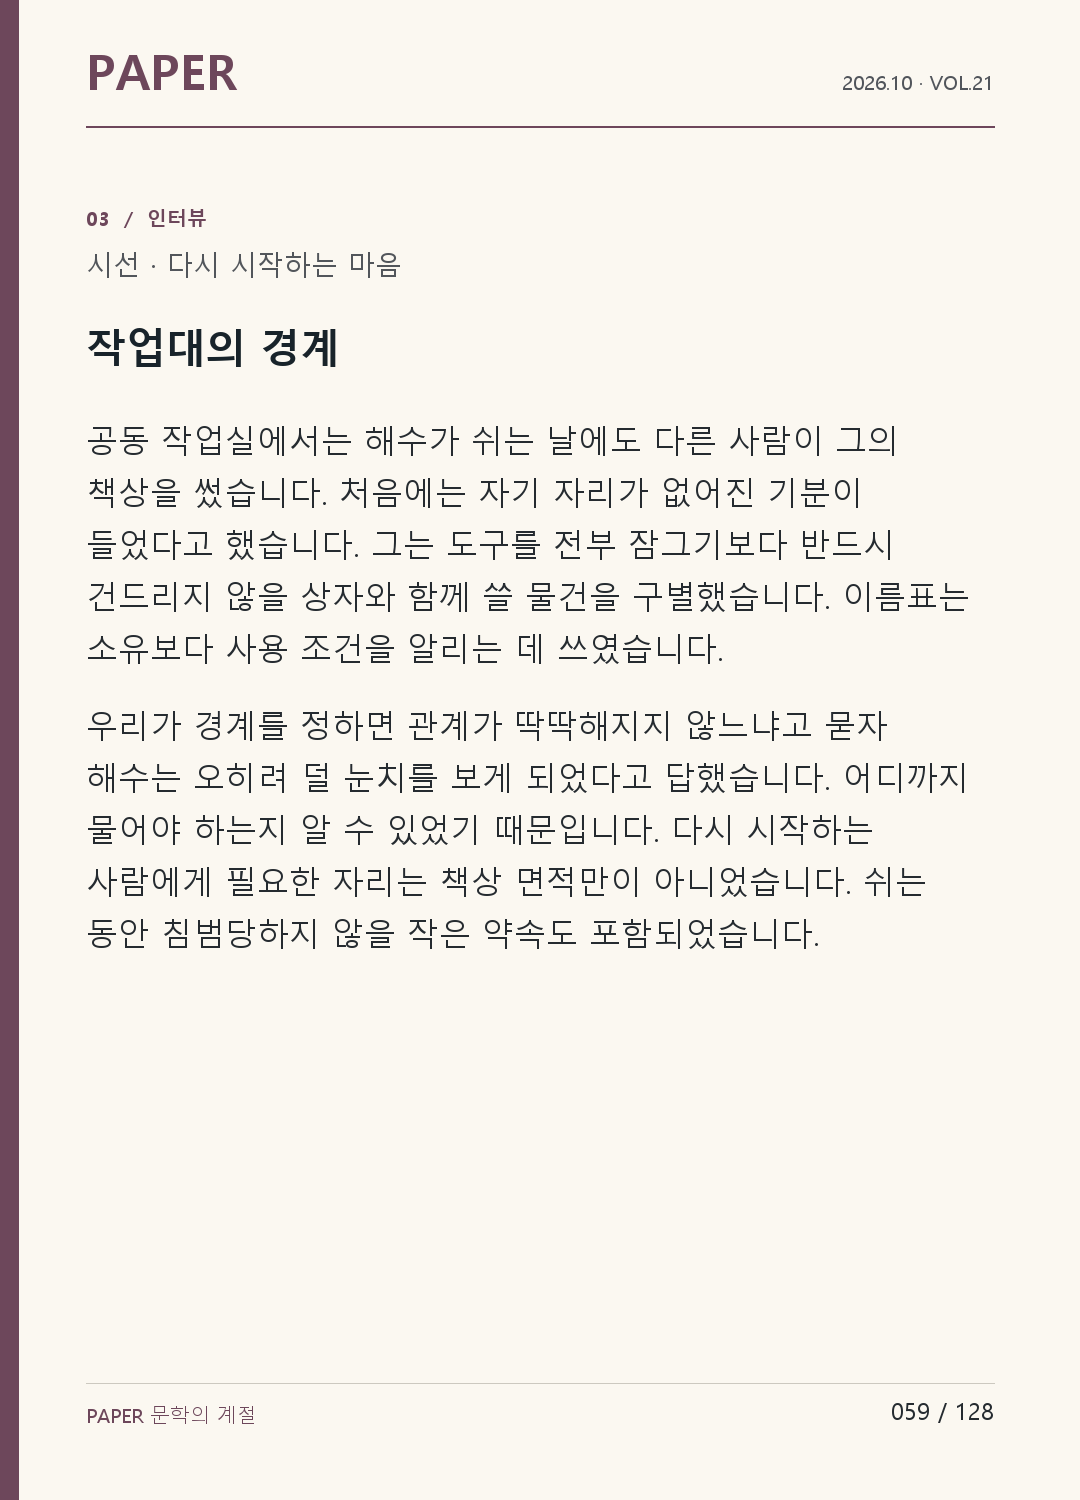 PAPER
2026.10 · VOL.21
03 / 인터뷰
시선 · 다시 시작하는 마음
작업대의 경계
공동 작업실에서는 해수가 쉬는 날에도 다른 사람이 그의
책상을 썼습니다. 처음에는 자기 자리가 없어진 기분이
들었다고 했습니다. 그는 도구를 전부 잠그기보다 반드시
건드리지 않을 상자와 함께 쓸 물건을 구별했습니다. 이름표는
소유보다 사용 조건을 알리는 데 쓰였습니다.
우리가 경계를 정하면 관계가 딱딱해지지 않느냐고 묻자
해수는 오히려 덜 눈치를 보게 되었다고 답했습니다. 어디까지
물어야 하는지 알 수 있었기 때문입니다. 다시 시작하는
사람에게 필요한 자리는 책상 면적만이 아니었습니다. 쉬는
동안 침범당하지 않을 작은 약속도 포함되었습니다.
PAPER 문학의 계절
059 / 128